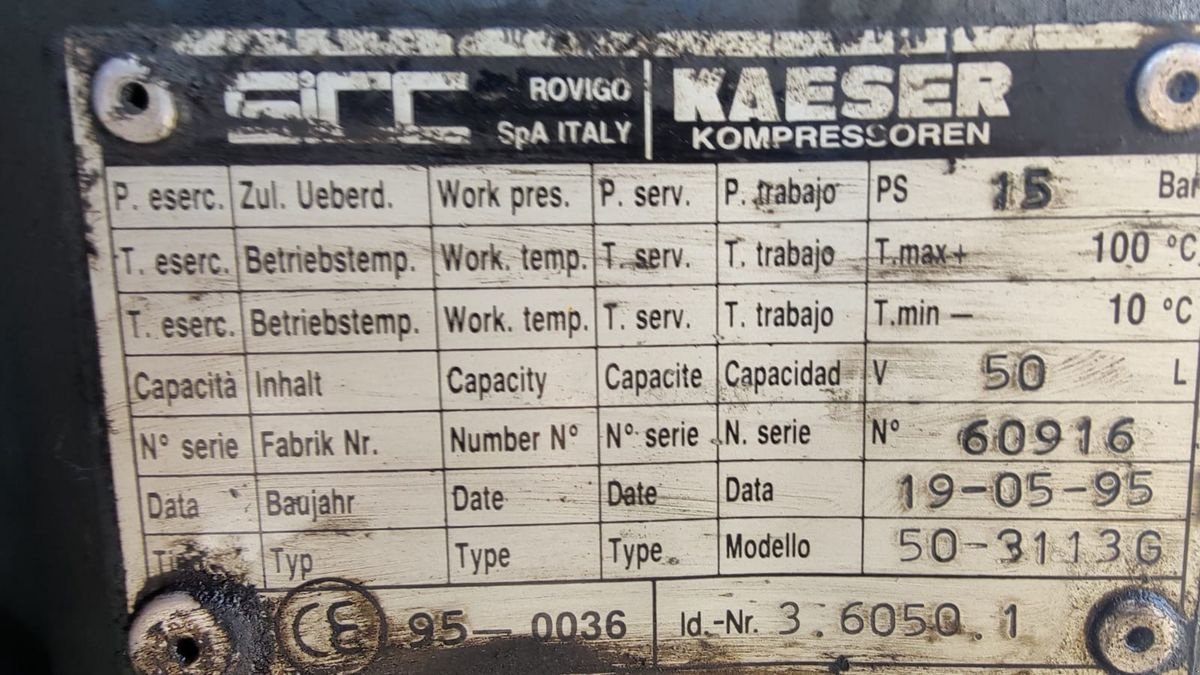 sirc ROVIGO SpA ITALY KAESER KOMPRESSOREN
P. eserc. Zul. Ueberd. Work pres. P. serv. P. trabajo PS 15 Bar
T. eserc. Betriebstemp. Work. temp. T. serv. T. trabajo T.max+ 100 °C
T. eserc. Betriebstemp. Work. temp. T. serv. T. trabajo T.min — 10 °C
Capacità Inhalt Capacity Capacite Capacidad V 50 L
N° serie Fabrik Nr. Number N° N° serie N. serie N° 60916
Data Baujahr Date Date Data 19-05-95
Typ Type Type Modello 50-3113G
CE 95— 0036 Id.-Nr. 3.6050.1